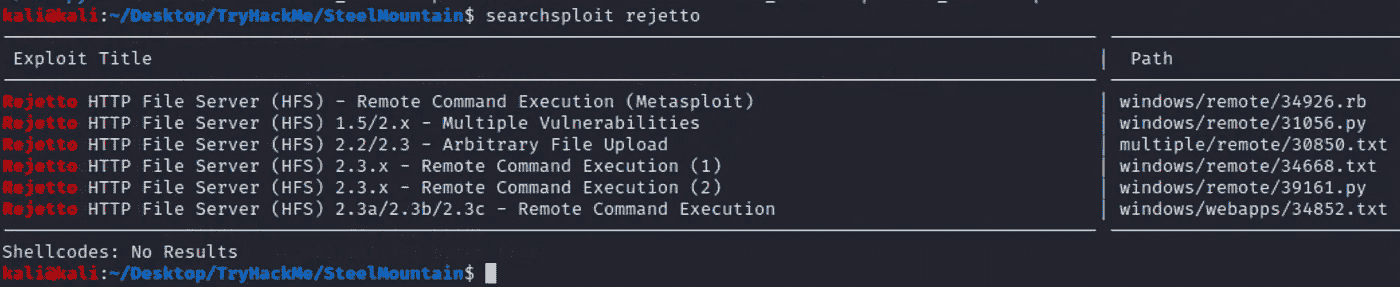 kali@kali:~/Desktop/TryHackMe/SteelMountain$ searchsploit rejetto
Exploit Title | Path
Rejetto HTTP File Server (HFS) - Remote Command Execution (Metasploit) | windows/remote/34926.rb
Rejetto HTTP File Server (HFS) 1.5/2.x - Multiple Vulnerabilities | windows/remote/31056.py
Rejetto HTTP File Server (HFS) 2.2/2.3 - Arbitrary File Upload | multiple/remote/30850.txt
Rejetto HTTP File Server (HFS) 2.3.x - Remote Command Execution (1) | windows/remote/34668.txt
Rejetto HTTP File Server (HFS) 2.3.x - Remote Command Execution (2) | windows/remote/39161.py
Rejetto HTTP File Server (HFS) 2.3a/2.3b/2.3c - Remote Command Execution | windows/webapps/34852.txt
Shellcodes: No Results
kali@kali:~/Desktop/TryHackMe/SteelMountain$